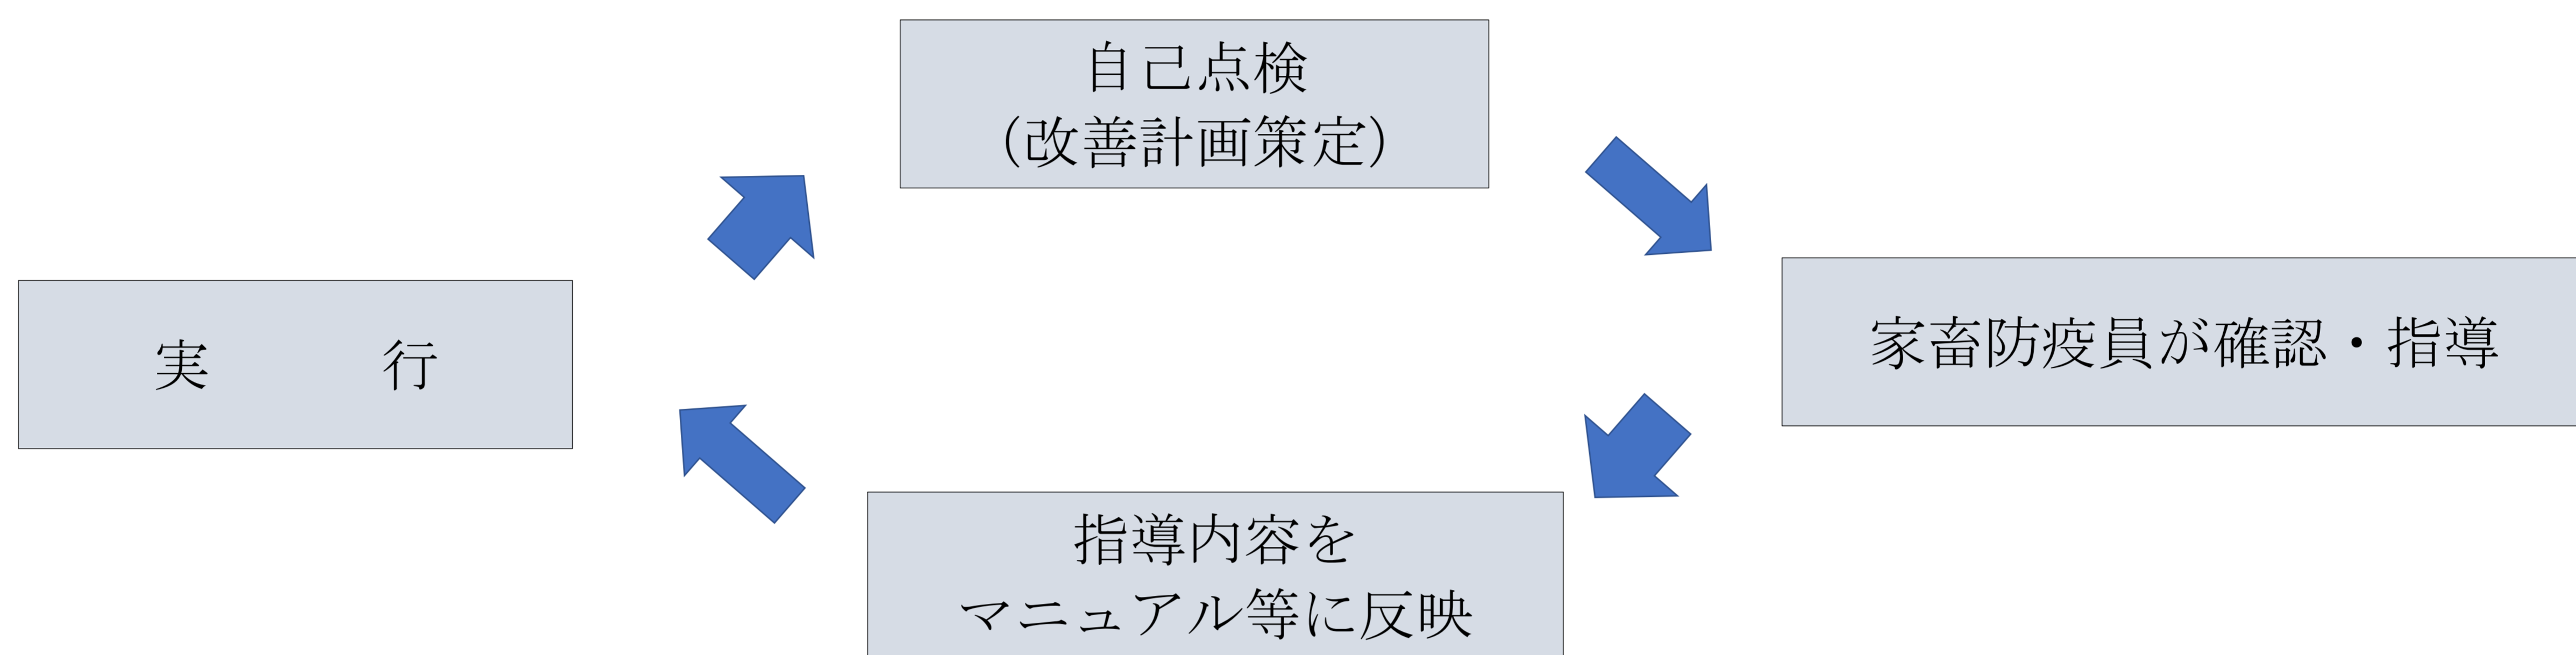 自己点検
(改善計画策定)
家畜防疫員が確認・指導
指導内容を
マニュアル等に反映
実　　　行